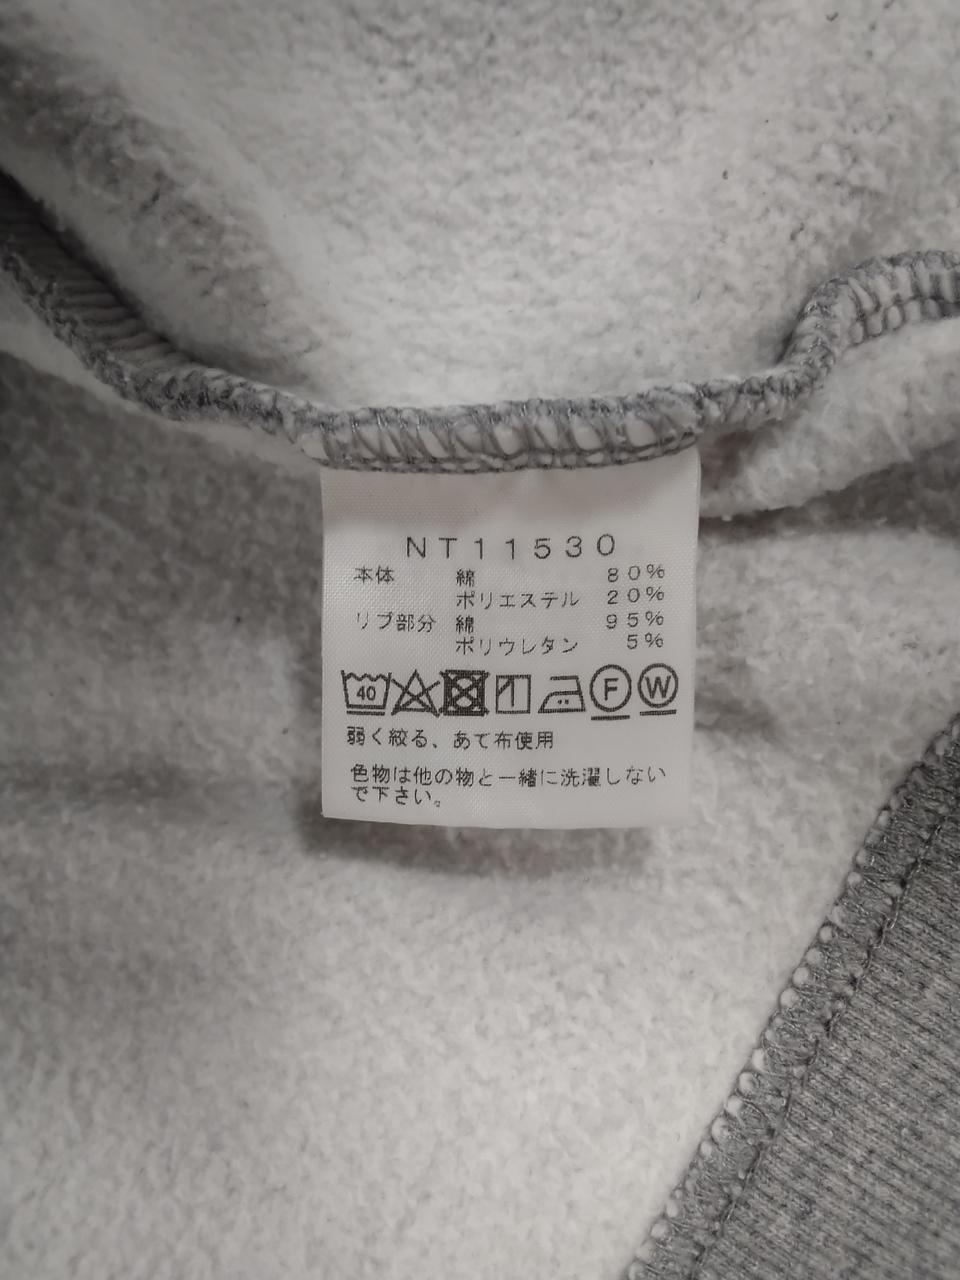 NT11530
本体 綿 80%
ポリエステル 20%
リブ部分 綿 95%
ポリウレタン 5%
40 F W
弱く絞る、あて布使用
色物は他の物と一緒に洗濯しない
で下さい。